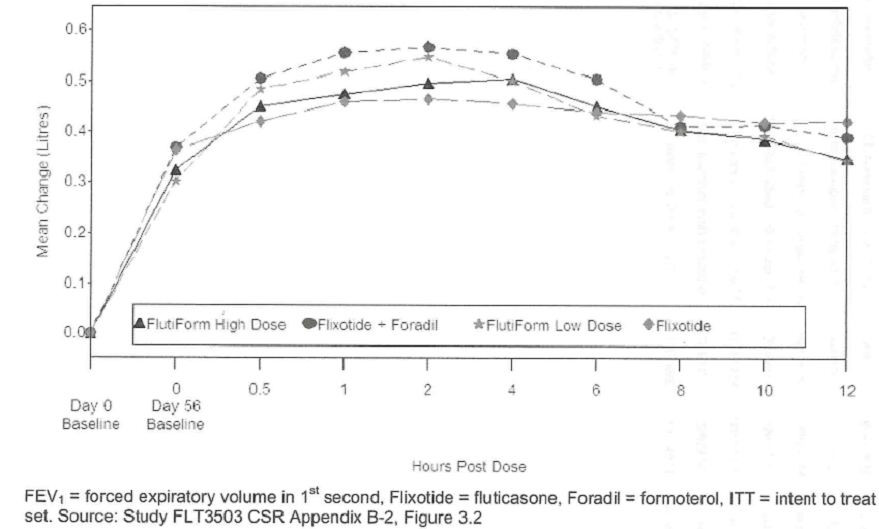 0.6
0.5
0.4
0.3
0.2
0.1
0.0
Mean Change (Litres)
FlutiForm High Dose Flixotide + Foradil FlutiForm Low Dose Flixotide
0 0.5 1 2 4 6 8 10 12
Day 0 Day 56
Baseline Baseline
Hours Post Dose
FEV1 = forced expiratory volume in 1st second, Flixotide = fluticasone, Foradil = formoterol, ITT = intent to treat
set. Source: Study FLT3503 CSR Appendix B-2, Figure 3.2